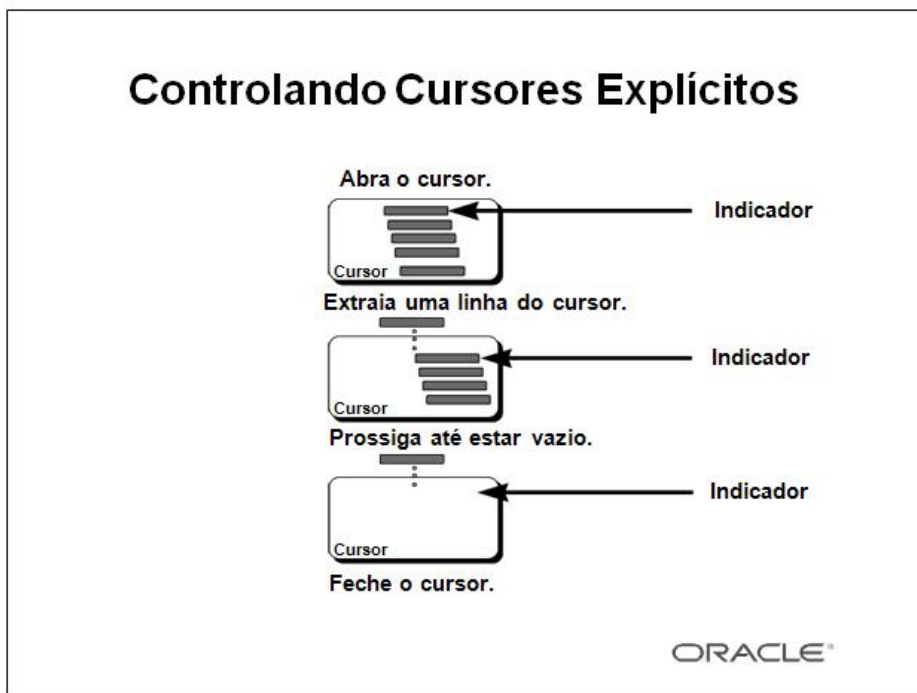 Controlando Cursores Explícitos
Abra o cursor.
Indicador
Cursor
Extraia uma linha do cursor.
Indicador
Cursor
Prossiga até estar vazio.
Indicador
Cursor
Feche o cursor.
ORACLE®